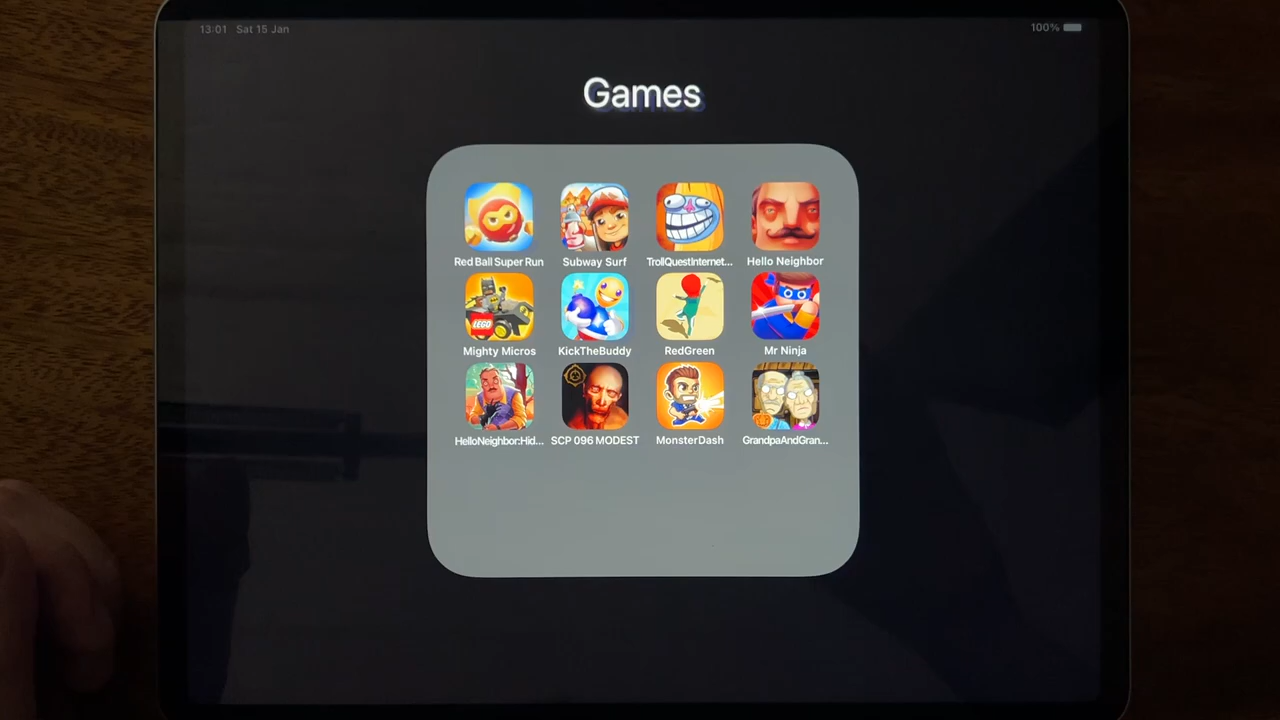 13:01 Sat 15 Jan
100%
Games
Red Ball Super Run
Subway Surf
TrollQuestInternet...
Hello Neighbor
LEGO
Mighty Micros
KickTheBuddy
RedGreen
Mr Ninja
HelloNeighbor:Hid...
SCP 096 MODEST
MonsterDash
GrandpaAndGran...